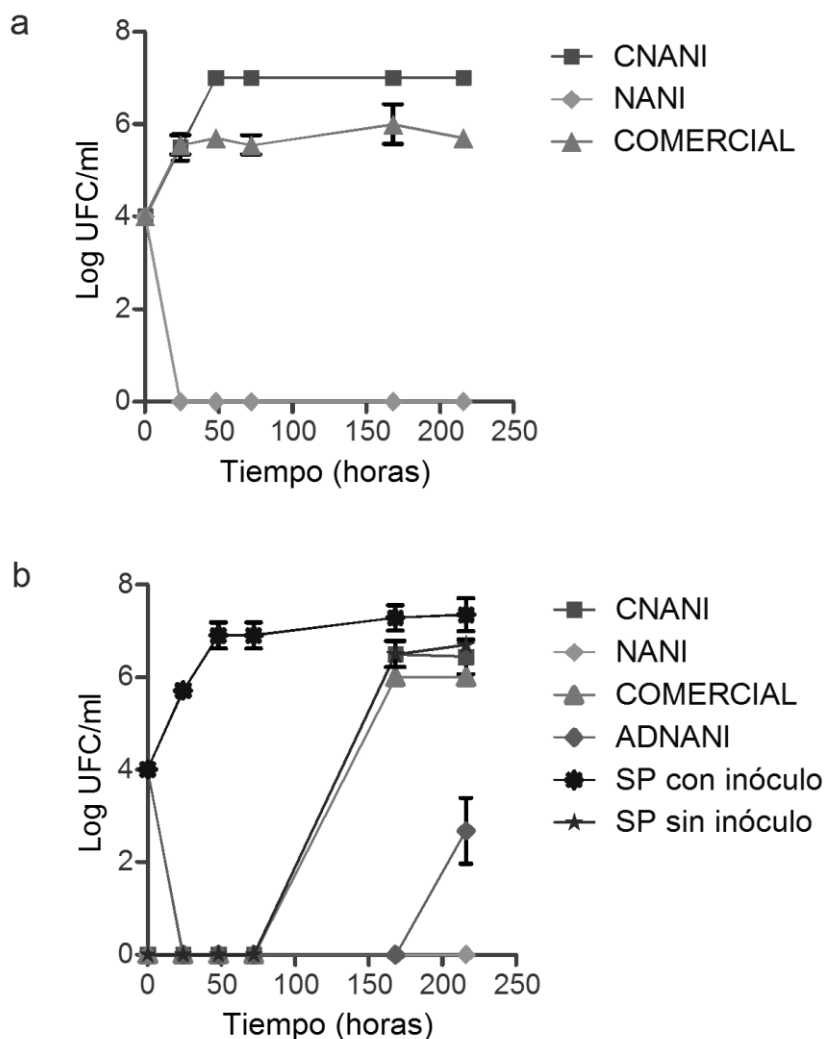 a
8
6
4
2
0
Log UFC/ml
0 50 100 150 200 250
Tiempo (horas)
CNANI
NANI
COMERCIAL
b
8
6
4
2
0
Log UFC/ml
0 50 100 150 200 250
Tiempo (horas)
CNANI
NANI
COMERCIAL
ADNANI
SP con inóculo
SP sin inóculo